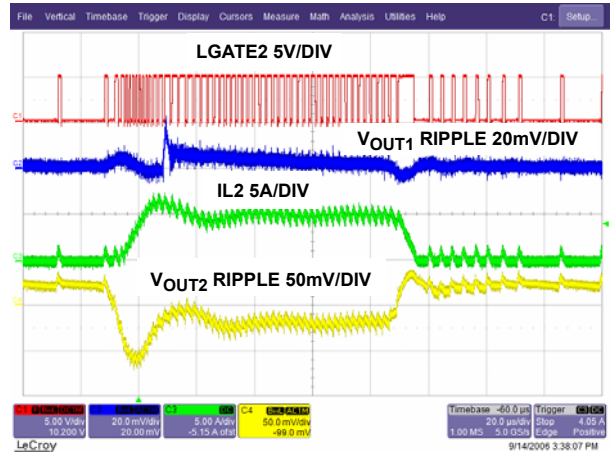 File Vertical Timebase Trigger Display Cursors Measure Math Analysis Utilities Help C1: Setup...
LGATE2 5V/DIV
VOUT1 RIPPLE 20mV/DIV
IL2 5A/DIV
VOUT2 RIPPLE 50mV/DIV
C1 C2 C3 DC C4 Timebase -60.0 µs Trigger C3 DC
5.00 V/div 20.0 mV/div 5.00 A/div 50.0 mV/div 20.0 µs/div Stop 4.05 A
10.200 V 20.00 mV -5.15 A ofst -99.0 mV 1.00 MS 5.0 GS/s Edge Positive
LeCroy 9/14/2006 3:38:07 PM